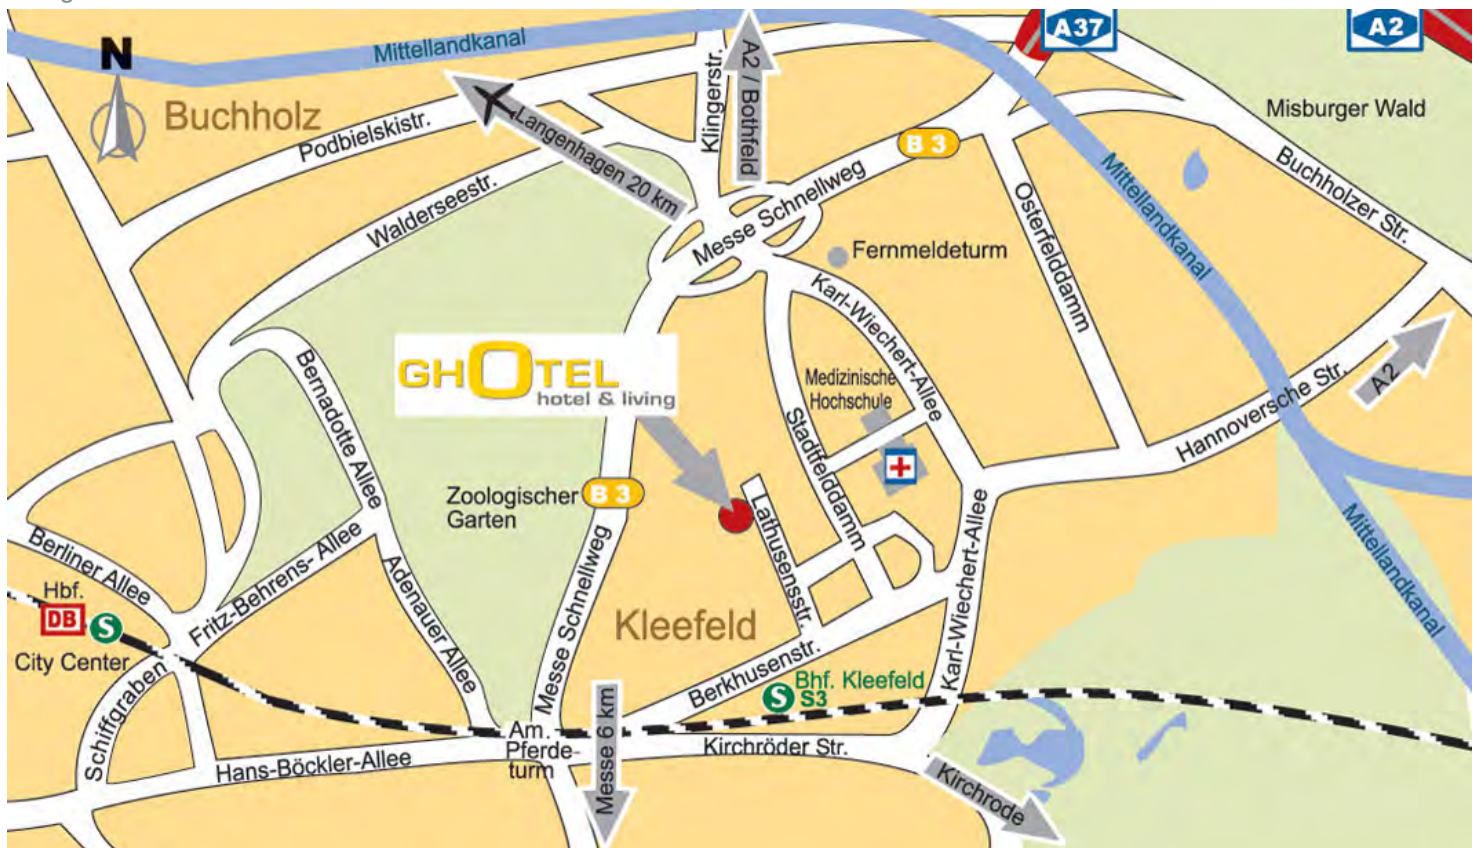 A37
A2
N
Mittellandkanal
Buchholz
Podbielskistr.
Klingerstr.
A2 / Bothfeld
Langenhagen 20 km
B 3
Misburger Wald
Mittellandkanal
Buchholzer Str.
Walderseestr.
Messe Schnellweg
Osterfelddamm
Fernmeldeturm
Karl-Wiechert-Allee
GHOTEL
hotel & living
Bernadotte Allee
Medizinische
Hochschule
Stadtfelddamm
Hannoversche Str.
A2
Zoologischer
Garten
B 3
Lathusensstr.
Karl-Wiechert-Allee
Mittellandkanal
Berliner Allee
Fritz-Behrens- Allee
Adenauer Allee
Messe Schnellweg
Hbf.
DB
S
City Center
Kleefeld
Schiffgraben
Berkhusenstr.
Bhf. Kleefeld
S
S3
Am.
Pferde-
turm
Messe 6 km
Kirchröder Str.
Hans-Böckler-Allee
Kirchrode